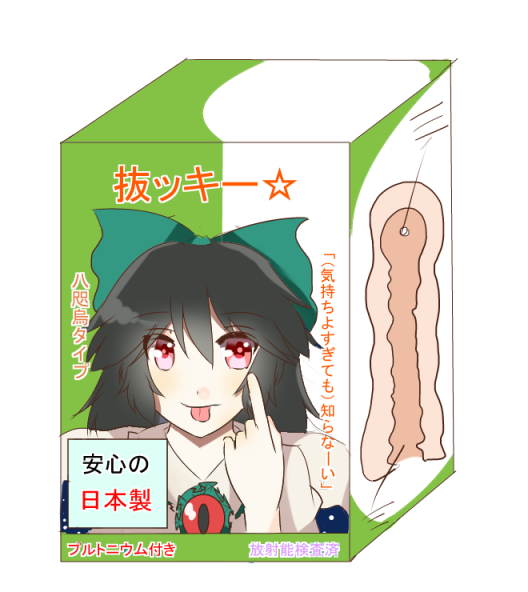 抜ッキー☆
「(気持ちよすぎても)知らなーい」
八咫烏タイプ
安心の
日本製
プルトニウム付き
放射能検査済